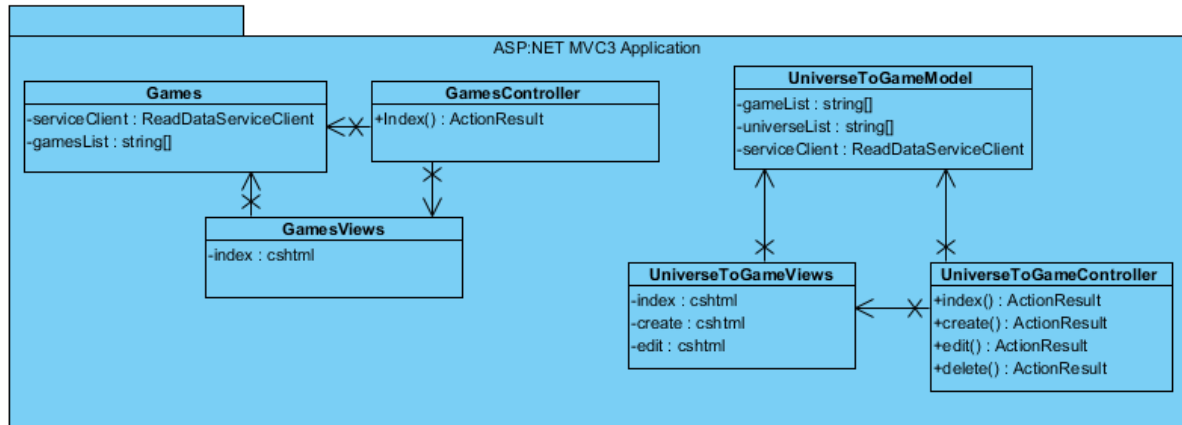 ASP:NET MVC3 Application
Games
-serviceClient : ReadDataServiceClient
-gamesList : string[]
GamesController
+Index() : ActionResult
GamesViews
-index : cshtml
UniverseToGameModel
-gameList : string[]
-universeList : string[]
-serviceClient : ReadDataServiceClient
UniverseToGameViews
-index : cshtml
-create : cshtml
-edit : cshtml
UniverseToGameController
+index() : ActionResult
+create() : ActionResult
+edit() : ActionResult
+delete() : ActionResult